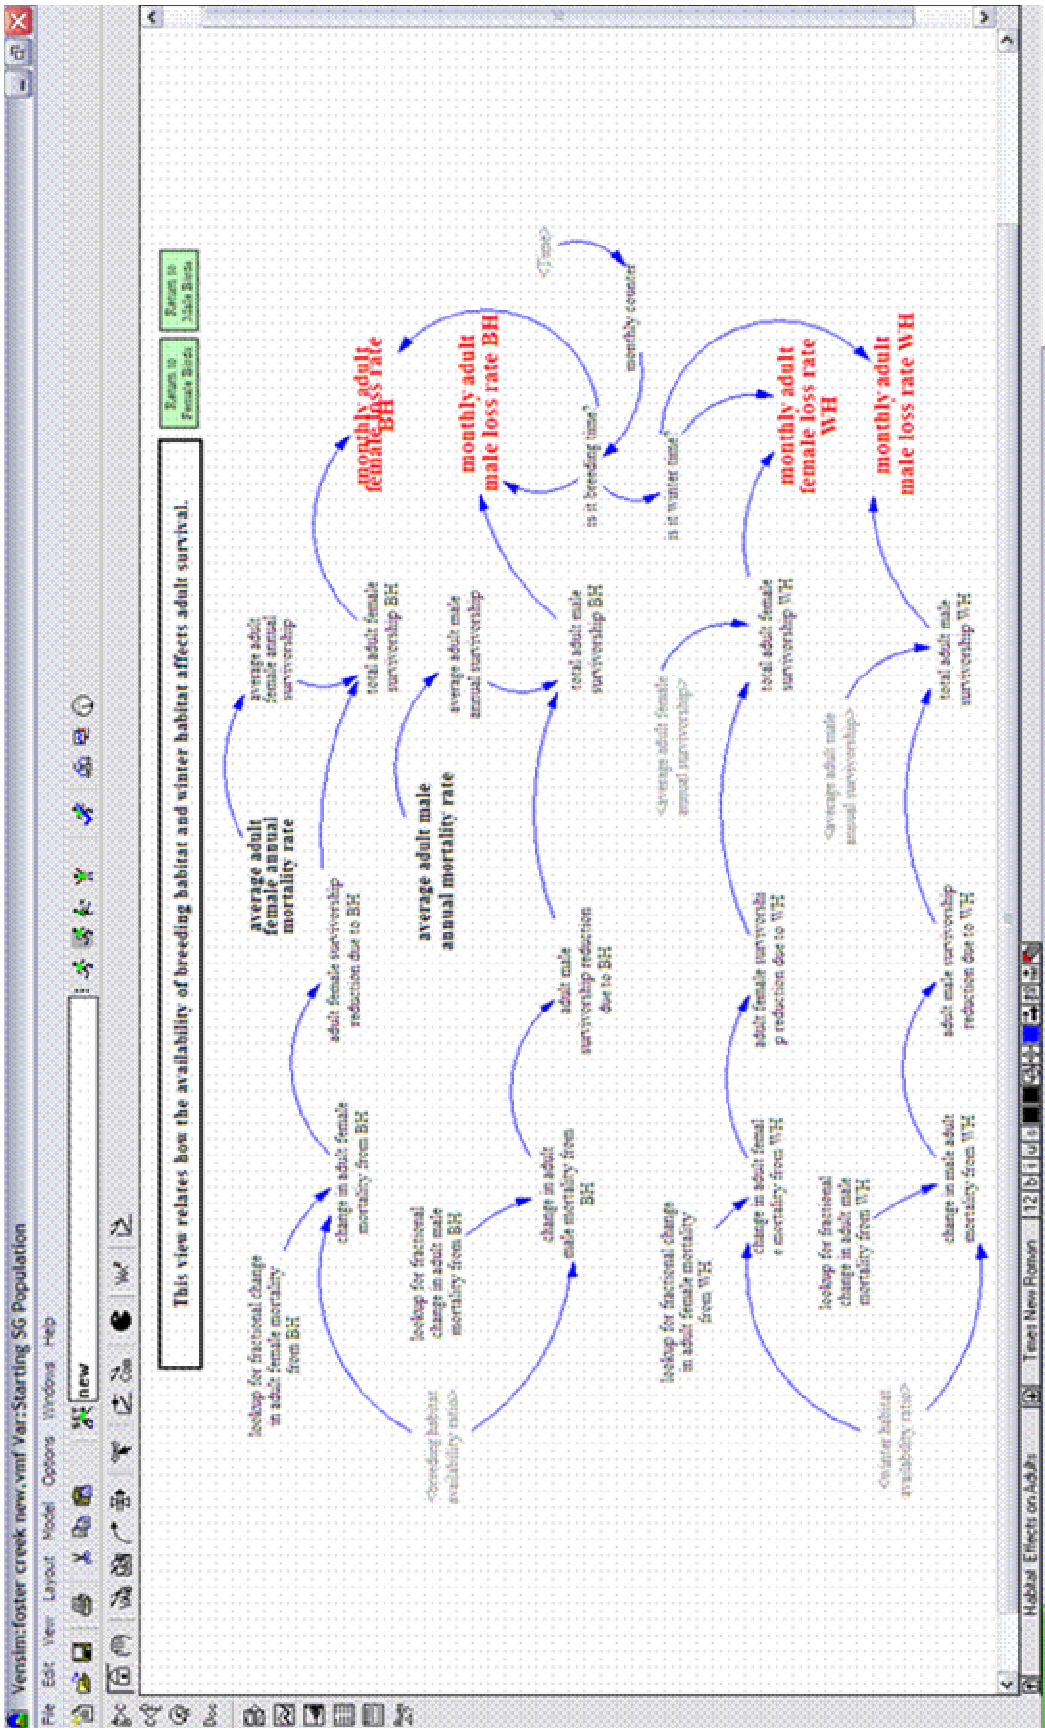 Vensim:foster creek new.vmf Var:Starting SG Population
File Edit View Layout Model Options Windows Help
new
Doc
This view relates how the availability of breeding habitat and winter habitat affects adult survival.
Return to
Female Birds
Return to
Male Birds
lookup for fractional change
in adult female mortality
from BH
change in adult female
mortality from BH
adult female survivorship
reduction due to BH
average adult
female annual
mortality rate
average adult
female annual
survivorship
total adult female
survivorship BH
monthly adult
female loss rate
BH
<breeding habitat
availability ratio>
lookup for fractional
change in adult male
mortality from BH
change in adult
male mortality from
BH
adult male
survivorship reduction
due to BH
average adult male
annual mortality rate
average adult male
annual survivorship
total adult male
survivorship BH
monthly adult
male loss rate BH
<Time>
monthly counter
is it breeding time?
is it winter time?
lookup for fractional change
in adult female mortality
from WH
change in adult femal
e mortality from WH
adult female survivorshi
p reduction due to WH
<average adult female
annual survivorship>
total adult female
survivorship WH
monthly adult
female loss rate
WH
<winter habitat
availability ratio>
lookup for fractional
change in adult male
mortality from WH
change in male adult
mortality from WH
adult male survivorship
reduction due to WH
<average adult male
annual survivorship>
total adult male
survivorship WH
monthly adult
male loss rate WH
Habitat Effects on Adults
Times New Roman
12 b i u s